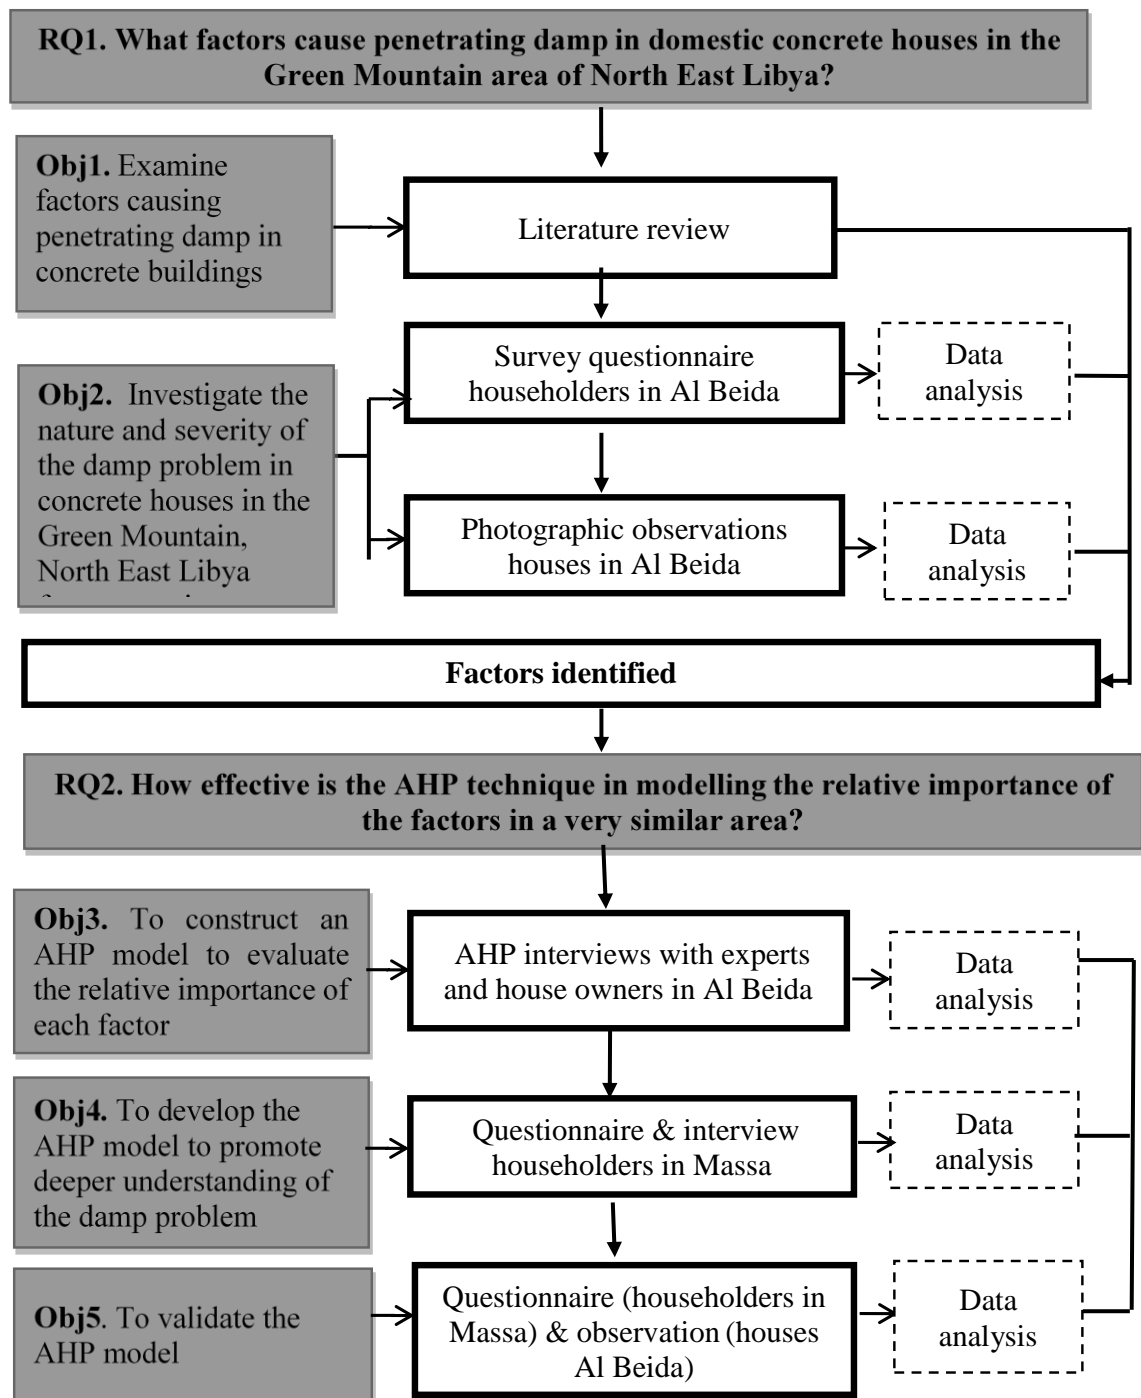 RQ1. What factors cause penetrating damp in domestic concrete houses in the
Green Mountain area of North East Libya?
Obj1. Examine
factors causing
penetrating damp in
concrete buildings
Literature review
Obj2. Investigate the
nature and severity of
the damp problem in
concrete houses in the
Green Mountain,
North East Libya
Survey questionnaire
householders in Al Beida
Data
analysis
Photographic observations
houses in Al Beida
Data
analysis
Factors identified
RQ2. How effective is the AHP technique in modelling the relative importance of
the factors in a very similar area?
Obj3. To construct an
AHP model to evaluate
the relative importance of
each factor
AHP interviews with experts
and house owners in Al Beida
Data
analysis
Obj4. To develop the
AHP model to promote
deeper understanding of
the damp problem
Questionnaire & interview
householders in Massa
Data
analysis
Obj5. To validate the
AHP model
Questionnaire (householders in
Massa) & observation (houses
Al Beida)
Data
analysis